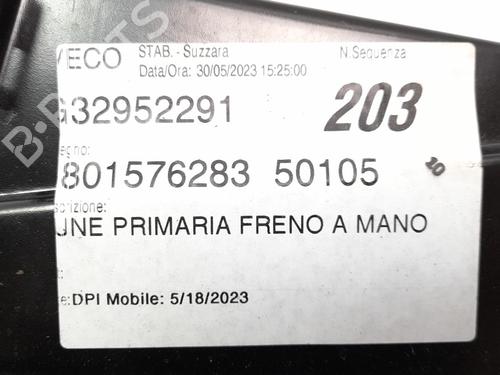 VECO
STAB. - Suzzara
N.Sequenza
Data/Ora: 30/05/2023 15:25:00
G32952291
203
egno:
801576283 50105
10
scrizione:
UNE PRIMARIA FRENO A MANO
e:DPI Mobile: 5/18/2023